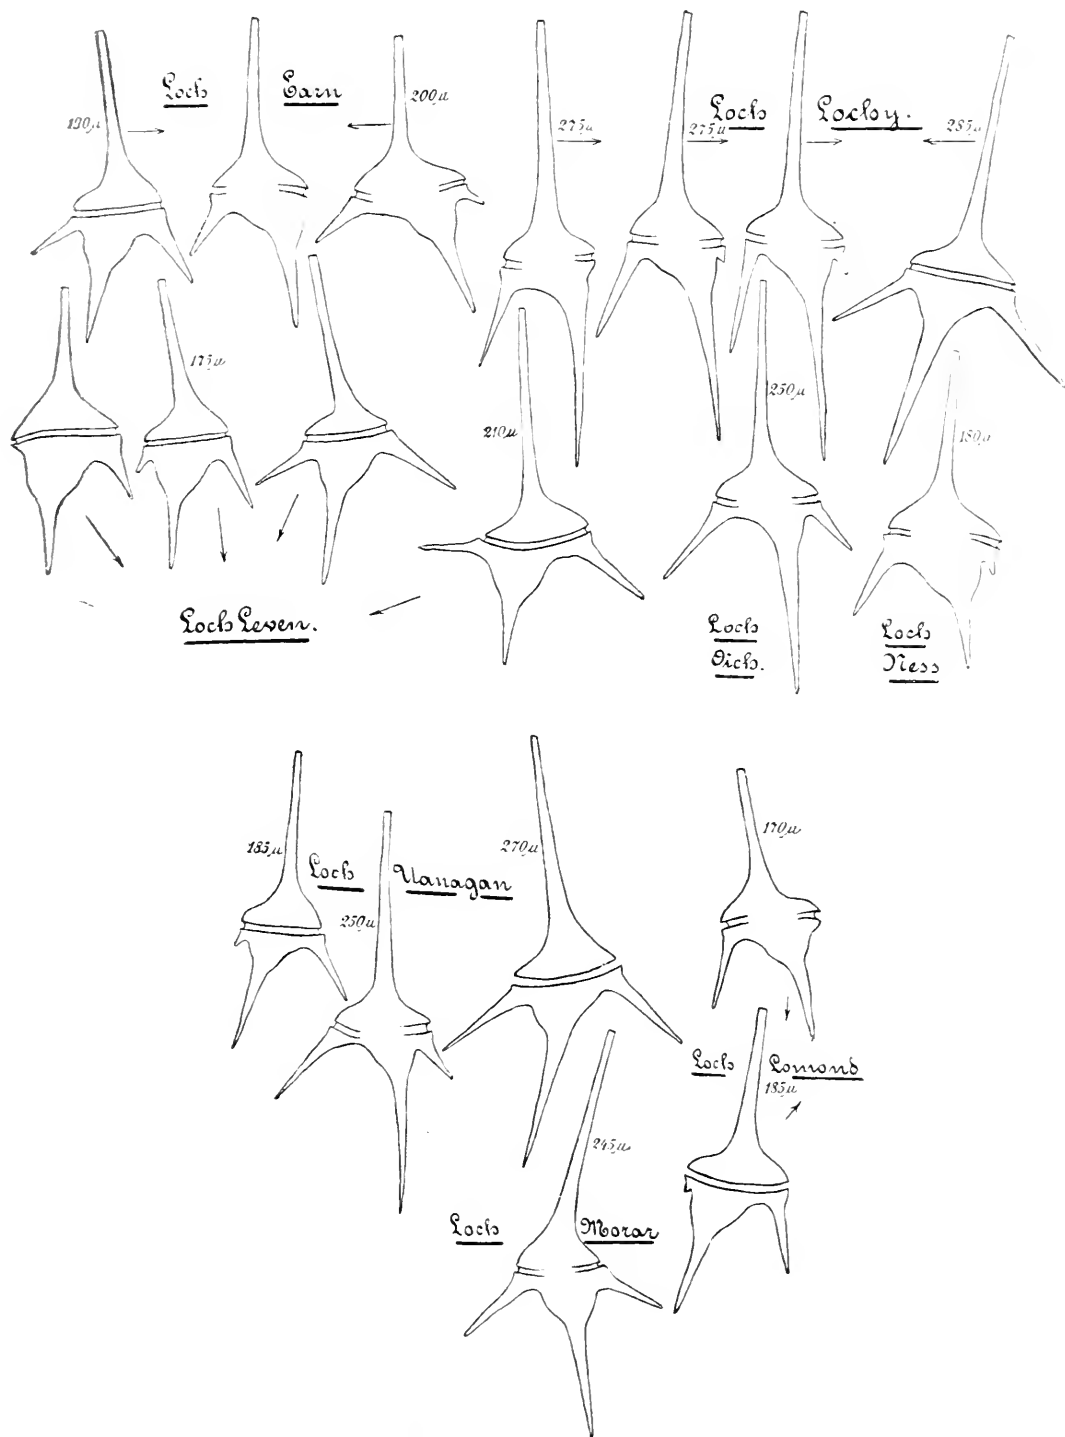 Loch Earn
190µ
200µ
275µ
275µ
Loch Lochy.
285µ
175µ
210µ
250µ
180µ
Loch Leven.
Loch
Oich.
Loch
Ness
185µ
Loch
250µ
270µ
170µ
Loch Lomond
185µ
245µ
Loch Morar